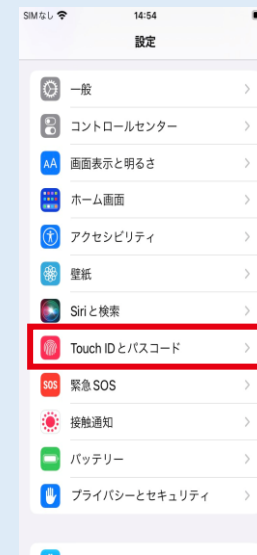 SIMなし 14:54
設定
一般
コントロールセンター
AA 画面表示と明るさ
ホーム画面
アクセシビリティ
壁紙
Siriと検索
Touch IDとパスコード
SOS 緊急SOS
接触通知
バッテリー
プライバシーとセキュリティ